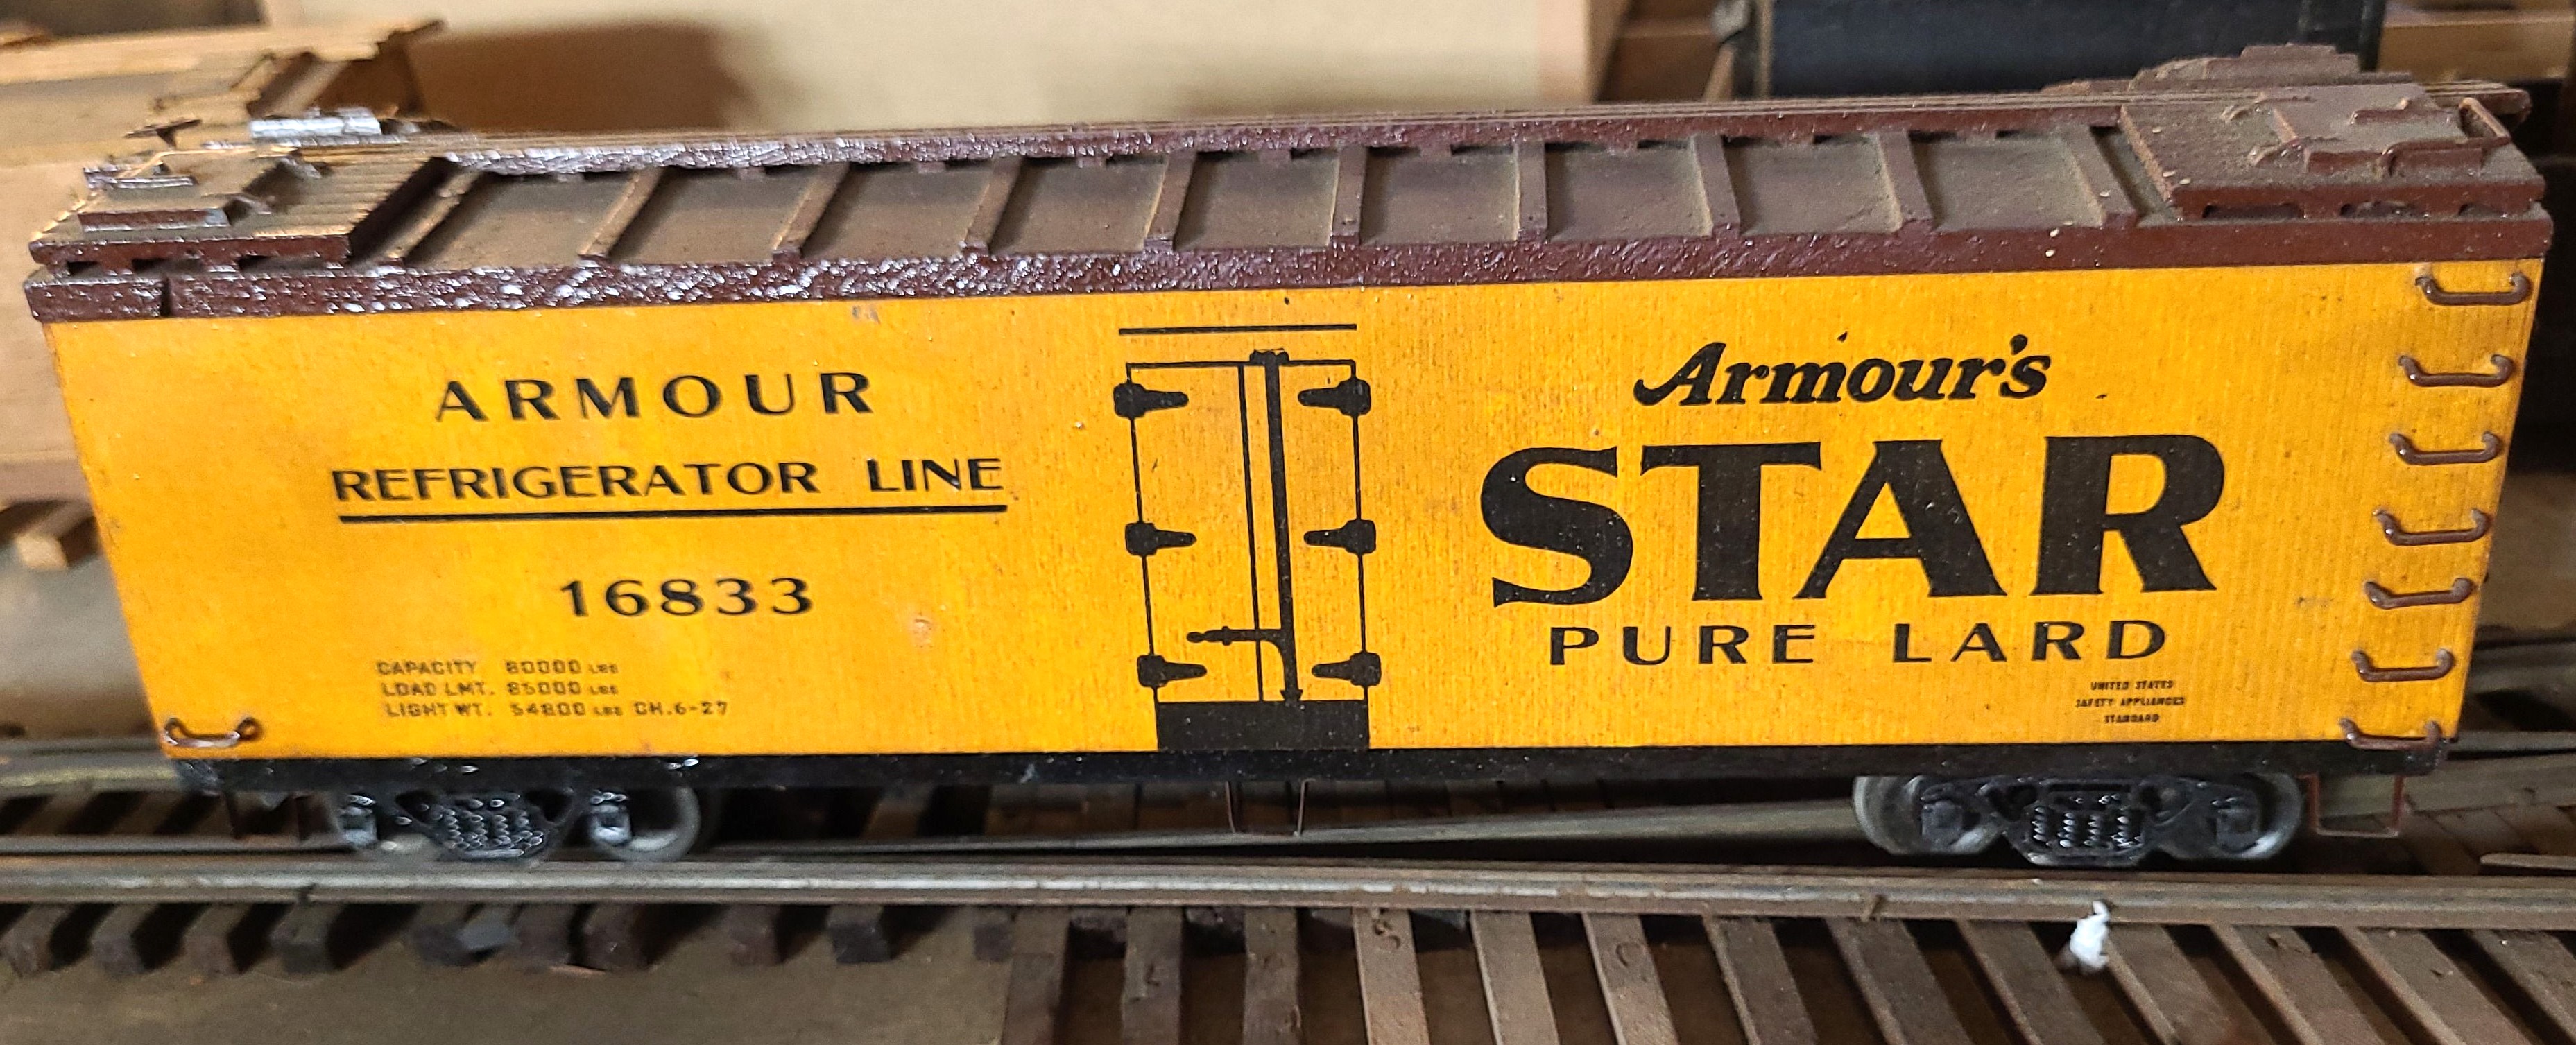 ARMOUR
REFRIGERATOR LINE
16833
CAPACITY 80000 LBS
LOAD LMT. 85000 LBS
LIGHT WT. 54800 LBS CH.6-27
Armour's
STAR
PURE LARD
UNITED STATES
SAFETY APPLIANCES
STANDARD